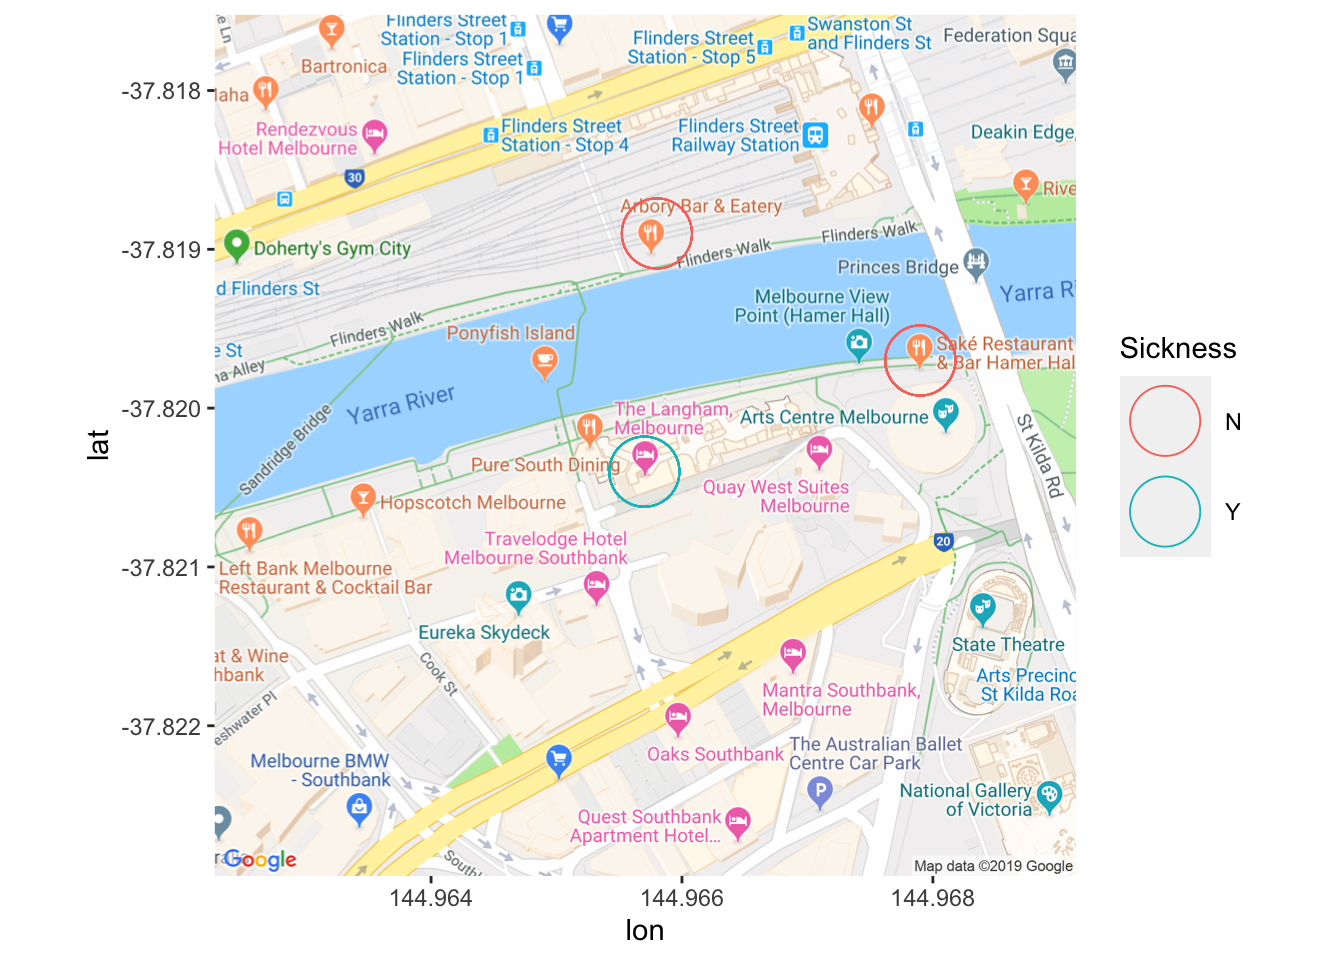 e Ln
Flinders Street
Station - Stop 1
Flinders Street
Station - Stop 1
Flinders Street
Station - Stop 5
Swanston St
and Flinders St
Federation Squa
Bartronica
-37.818
aha
Rendezvous
Hotel Melbourne
Flinders Street
Station - Stop 4
Flinders Street
Railway Station
Deakin Edge,
30
Rive
Arbory Bar & Eatery
-37.819
Doherty's Gym City
Flinders Walk
Flinders Walk
Princes Bridge
d Flinders St
Yarra Ri
Melbourne View
Point (Hamer Hall)
Flinders Walk
Ponyfish Island
e St
na Alley
Saké Restaurant
& Bar Hamer Hal
Sickness
N
Y
-37.820
Yarra River
The Langham,
Melbourne
Arts Centre Melbourne
Sandridge Bridge
St Kilda Rd
Pure South Dining
Quay West Suites
Melbourne
Hopscotch Melbourne
Travelodge Hotel
Melbourne Southbank
20
-37.821
Left Bank Melbourne
Restaurant & Cocktail Bar
Eureka Skydeck
State Theatre
at & Wine
hbank
Cook St
Arts Precinc
St Kilda Roa
Mantra Southbank,
Melbourne
eshwater Pl
-37.822
Oaks Southbank
The Australian Ballet
Centre Car Park
Melbourne BMW
- Southbank
P
National Gallery
of Victoria
Quest Southbank
Apartment Hotel...
Google
South
Map data ©2019 Google
144.964
144.966
144.968
lon
lat